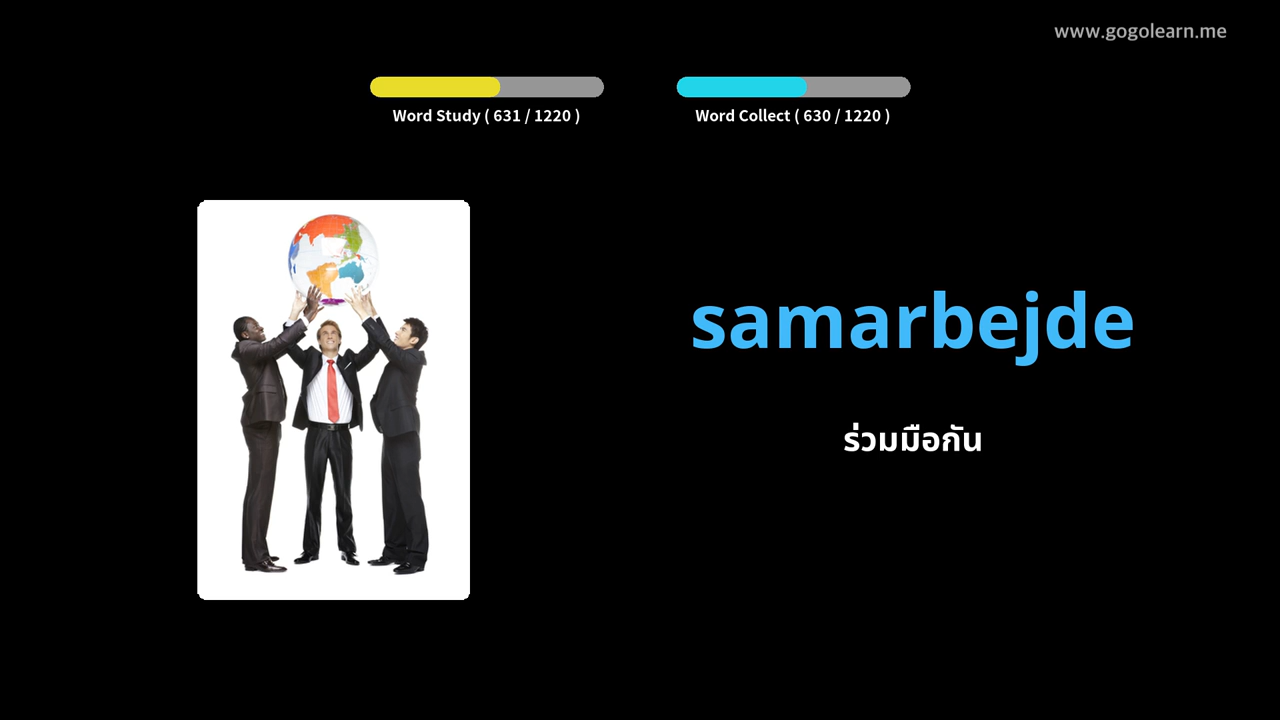 www.gogolearn.me
Word Study ( 631 / 1220 )
Word Collect ( 630 / 1220 )
samarbejde
ร่วมมือกัน